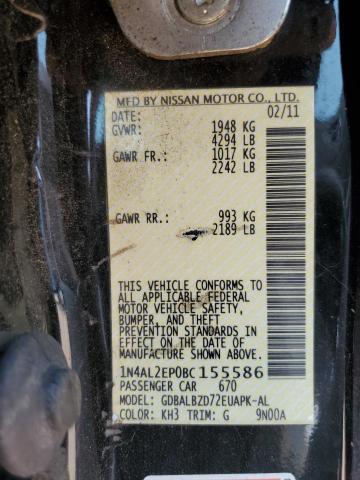 MFD BY NISSAN MOTOR CO., LTD.
DATE: 02/11
GVWR: 1948 KG
4294 LB
GAWR FR.: 1017 KG
2242 LB
GAWR RR.: 993 KG
2189 LB
THIS VEHICLE CONFORMS TO
ALL APPLICABLE FEDERAL
MOTOR VEHICLE SAFETY,
BUMPER, AND THEFT
PREVENTION STANDARDS IN
EFFECT ON THE DATE OF
MANUFACTURE SHOWN ABOVE.
1N4AL2EP0BC155586
PASSENGER CAR 670
MODEL: GDBALBZD72EUAPK-AL
COLOR: KH3 TRIM: G 9N00A